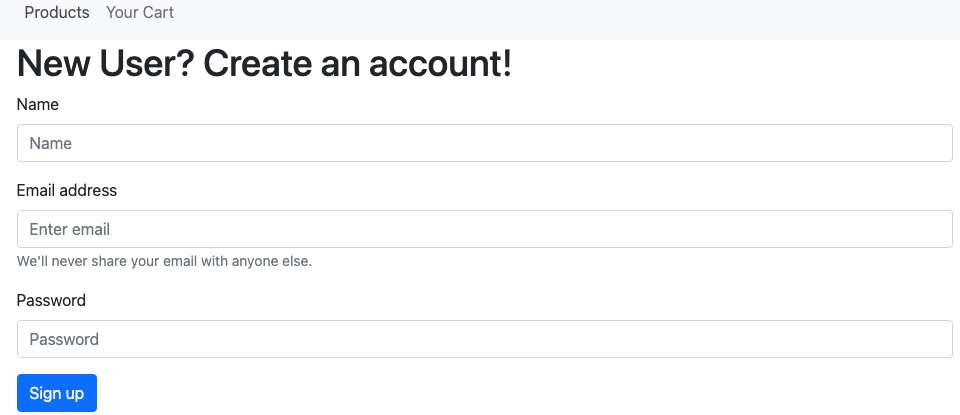 Products Your Cart
New User? Create an account!
Name
Name
Email address
Enter email
We'll never share your email with anyone else.
Password
Password
Sign up